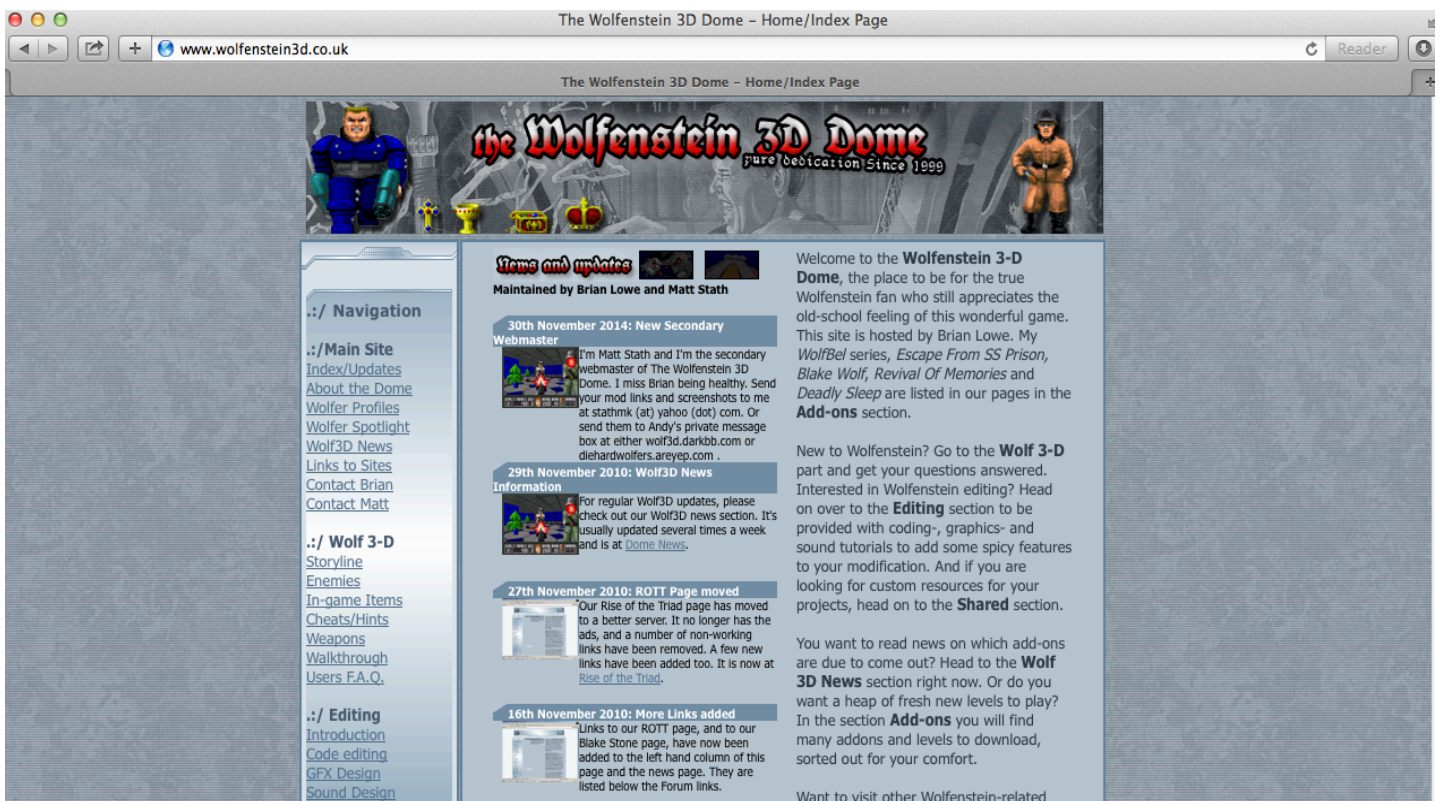 The Wolfenstein 3D Dome – Home/Index Page
www.wolfenstein3d.co.uk
Reader
The Wolfenstein 3D Dome – Home/Index Page
the Wolfenstein 3D Dome
pure dedication Since 1999
.:/ Navigation
.:/Main Site
Index/Updates
About the Dome
Wolfer Profiles
Wolfer Spotlight
Wolf3D News
Links to Sites
Contact Brian
Contact Matt
.:/ Wolf 3-D
Storyline
Enemies
In-game Items
Cheats/Hints
Weapons
Walkthrough
Users F.A.Q.
.:/ Editing
Introduction
Code editing
GFX Design
Sound Design
News and updates
Maintained by Brian Lowe and Matt Stath
30th November 2014: New Secondary
Webmaster
I'm Matt Stath and I'm the secondary
webmaster of The Wolfenstein 3D
Dome. I miss Brian being healthy. Send
your mod links and screenshots to me
at stathmk (at) yahoo (dot) com. Or
send them to Andy's private message
box at either wolf3d.darkbb.com or
diehardwolfers.areyep.com .
29th November 2010: Wolf3D News
Information
For regular Wolf3D updates, please
check out our Wolf3D news section. It's
usually updated several times a week
and is at Dome News.
27th November 2010: ROTT Page moved
Our Rise of the Triad page has moved
to a better server. It no longer has the
ads, and a number of non-working
links have been removed. A few new
links have been added too. It is now at
Rise of the Triad.
16th November 2010: More Links added
Links to our ROTT page, and to our
Blake Stone page, have now been
added to the left hand column of this
page and the news page. They are
listed below the Forum links.
Welcome to the Wolfenstein 3-D
Dome, the place to be for the true
Wolfenstein fan who still appreciates the
old-school feeling of this wonderful game.
This site is hosted by Brian Lowe. My
WolfBel series, Escape From SS Prison,
Blake Wolf, Revival Of Memories and
Deadly Sleep are listed in our pages in the
Add-ons section.
New to Wolfenstein? Go to the Wolf 3-D
part and get your questions answered.
Interested in Wolfenstein editing? Head
on over to the Editing section to be
provided with coding-, graphics- and
sound tutorials to add some spicy features
to your modification. And if you are
looking for custom resources for your
projects, head on to the Shared section.
You want to read news on which add-ons
are due to come out? Head to the Wolf
3D News section right now. Or do you
want a heap of fresh new levels to play?
In the section Add-ons you will find
many addons and levels to download,
sorted out for your comfort.
Want to visit other Wolfenstein-related